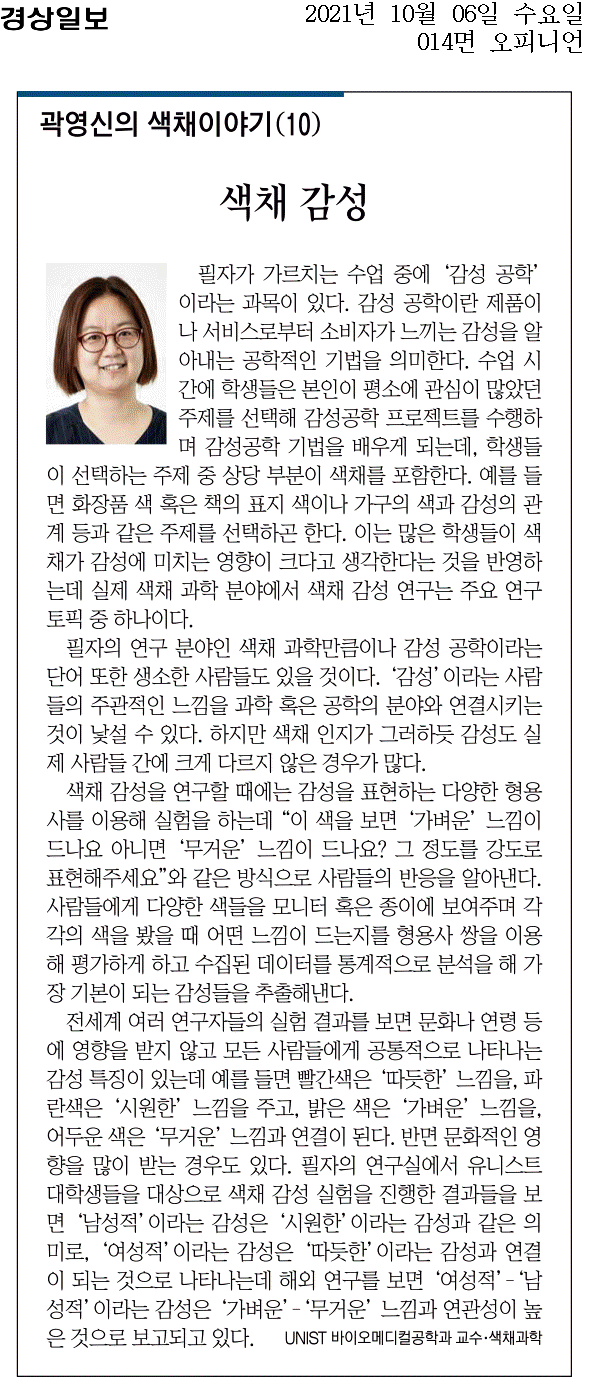 경상일보
2021년 10월 06일 수요일
014면 오피니언
곽영신의 색채이야기(10)
색채 감성
필자가 가르치는 수업 중에 ‘감성 공학’
이라는 과목이 있다. 감성 공학이란 제품이
나 서비스로부터 소비자가 느끼는 감성을 알
아내는 공학적인 기법을 의미한다. 수업 시
간에 학생들은 본인이 평소에 관심이 많았던
주제를 선택해 감성공학 프로젝트를 수행하
며 감성공학 기법을 배우게 되는데, 학생들
이 선택하는 주제 중 상당 부분이 색채를 포함한다. 예를 들
면 화장품 색 혹은 책의 표지 색이나 가구의 색과 감성의 관
계 등과 같은 주제를 선택하곤 한다. 이는 많은 학생들이 색
채가 감성에 미치는 영향이 크다고 생각한다는 것을 반영하
는데 실제 색채 과학 분야에서 색채 감성 연구는 주요 연구
토픽 중 하나이다.
필자의 연구 분야인 색채 과학만큼이나 감성 공학이라는
단어 또한 생소한 사람들도 있을 것이다. ‘감성’이라는 사람
들의 주관적인 느낌을 과학 혹은 공학의 분야와 연결시키는
것이 낯설 수 있다. 하지만 색채 인지가 그러하듯 감성도 실
제 사람들 간에 크게 다르지 않은 경우가 많다.
색채 감성을 연구할 때에는 감성을 표현하는 다양한 형용
사를 이용해 실험을 하는데 “이 색을 보면 ‘가벼운’ 느낌이
드나요 아니면 ‘무거운’ 느낌이 드나요? 그 정도를 강도로
표현해주세요”와 같은 방식으로 사람들의 반응을 알아낸다.
사람들에게 다양한 색들을 모니터 혹은 종이에 보여주며 각
각의 색을 봤을 때 어떤 느낌이 드는지를 형용사 쌍을 이용
해 평가하게 하고 수집된 데이터를 통계적으로 분석을 해 가
장 기본이 되는 감성들을 추출해낸다.
전세계 여러 연구자들의 실험 결과를 보면 문화나 연령 등
에 영향을 받지 않고 모든 사람들에게 공통적으로 나타나는
감성 특징이 있는데 예를 들면 빨간색은 ‘따듯한’ 느낌을, 파
란색은 ‘시원한’ 느낌을 주고, 밝은 색은 ‘가벼운’ 느낌을,
어두운 색은 ‘무거운’ 느낌과 연결이 된다. 반면 문화적인 영
향을 많이 받는 경우도 있다. 필자의 연구실에서 유니스트
대학생들을 대상으로 색채 감성 실험을 진행한 결과들을 보
면 ‘남성적’이라는 감성은 ‘시원한’이라는 감성과 같은 의
미로, ‘여성적’이라는 감성은 ‘따듯한’이라는 감성과 연결
이 되는 것으로 나타나는데 해외 연구를 보면 ‘여성적’-‘남
성적’이라는 감성은 ‘가벼운’-‘무거운’ 느낌과 연관성이 높
은 것으로 보고되고 있다. UNIST 바이오메디컬공학과 교수·색채과학